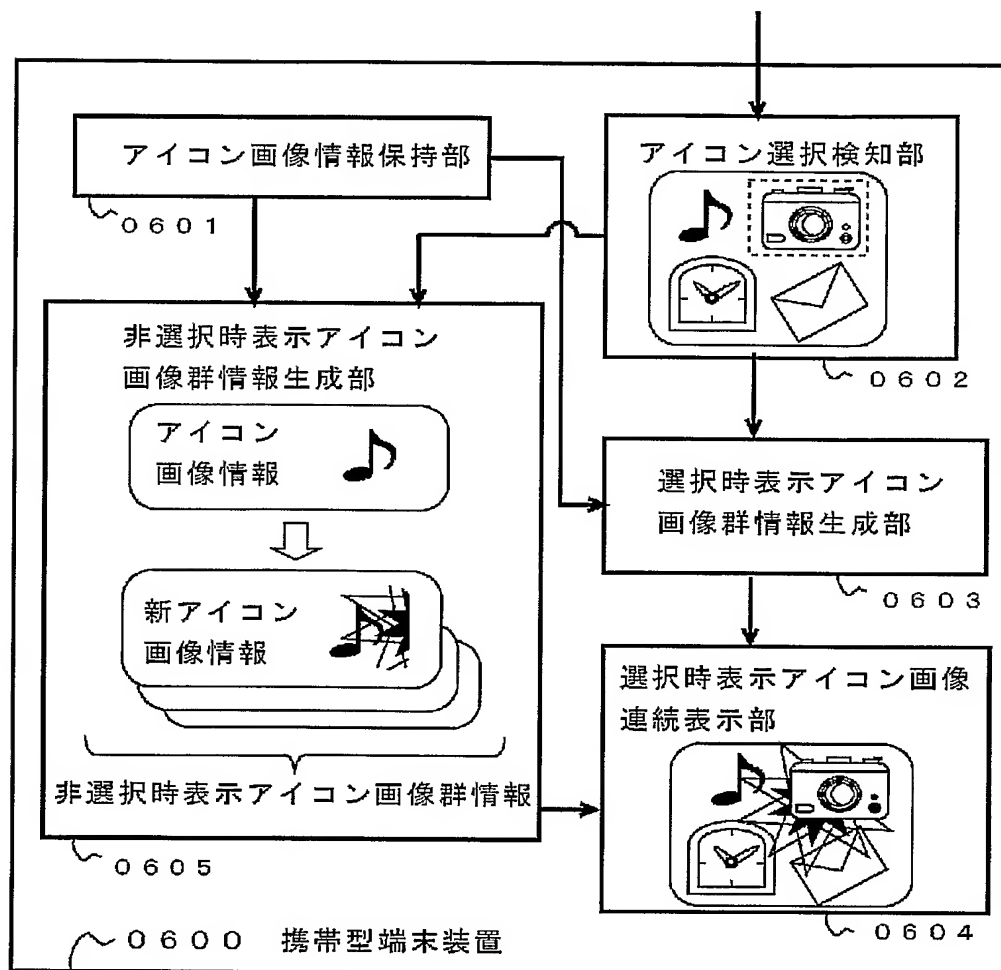 アイコン画像情報保持部
0601
アイコン選択検知部
0602
非選択時表示アイコン
画像群情報生成部
アイコン
画像情報
新アイコン
画像情報
非選択時表示アイコン画像群情報
0605
選択時表示アイコン
画像群情報生成部
0603
選択時表示アイコン画像
連続表示部
0604
0600 携帯型端末装置